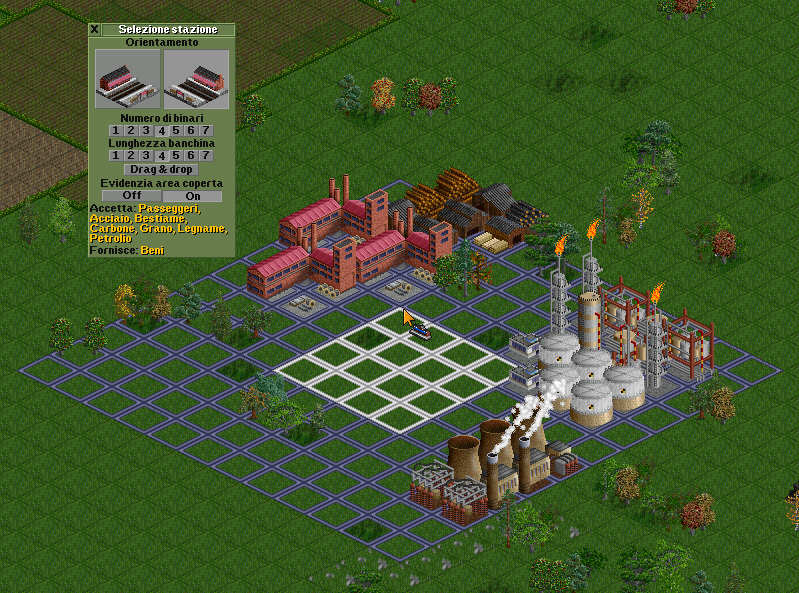 X Selezione stazione
Orientamento
Numero di binari
1 2 3 4 5 6 7
Lunghezza banchina
1 2 3 4 5 6 7
Drag & drop
Evidenzia area coperta
Off On
Accetta: Passeggeri,
Acciaio, Bestiame,
Carbone, Grano, Legname,
Petrolio
Fornisce: Beni